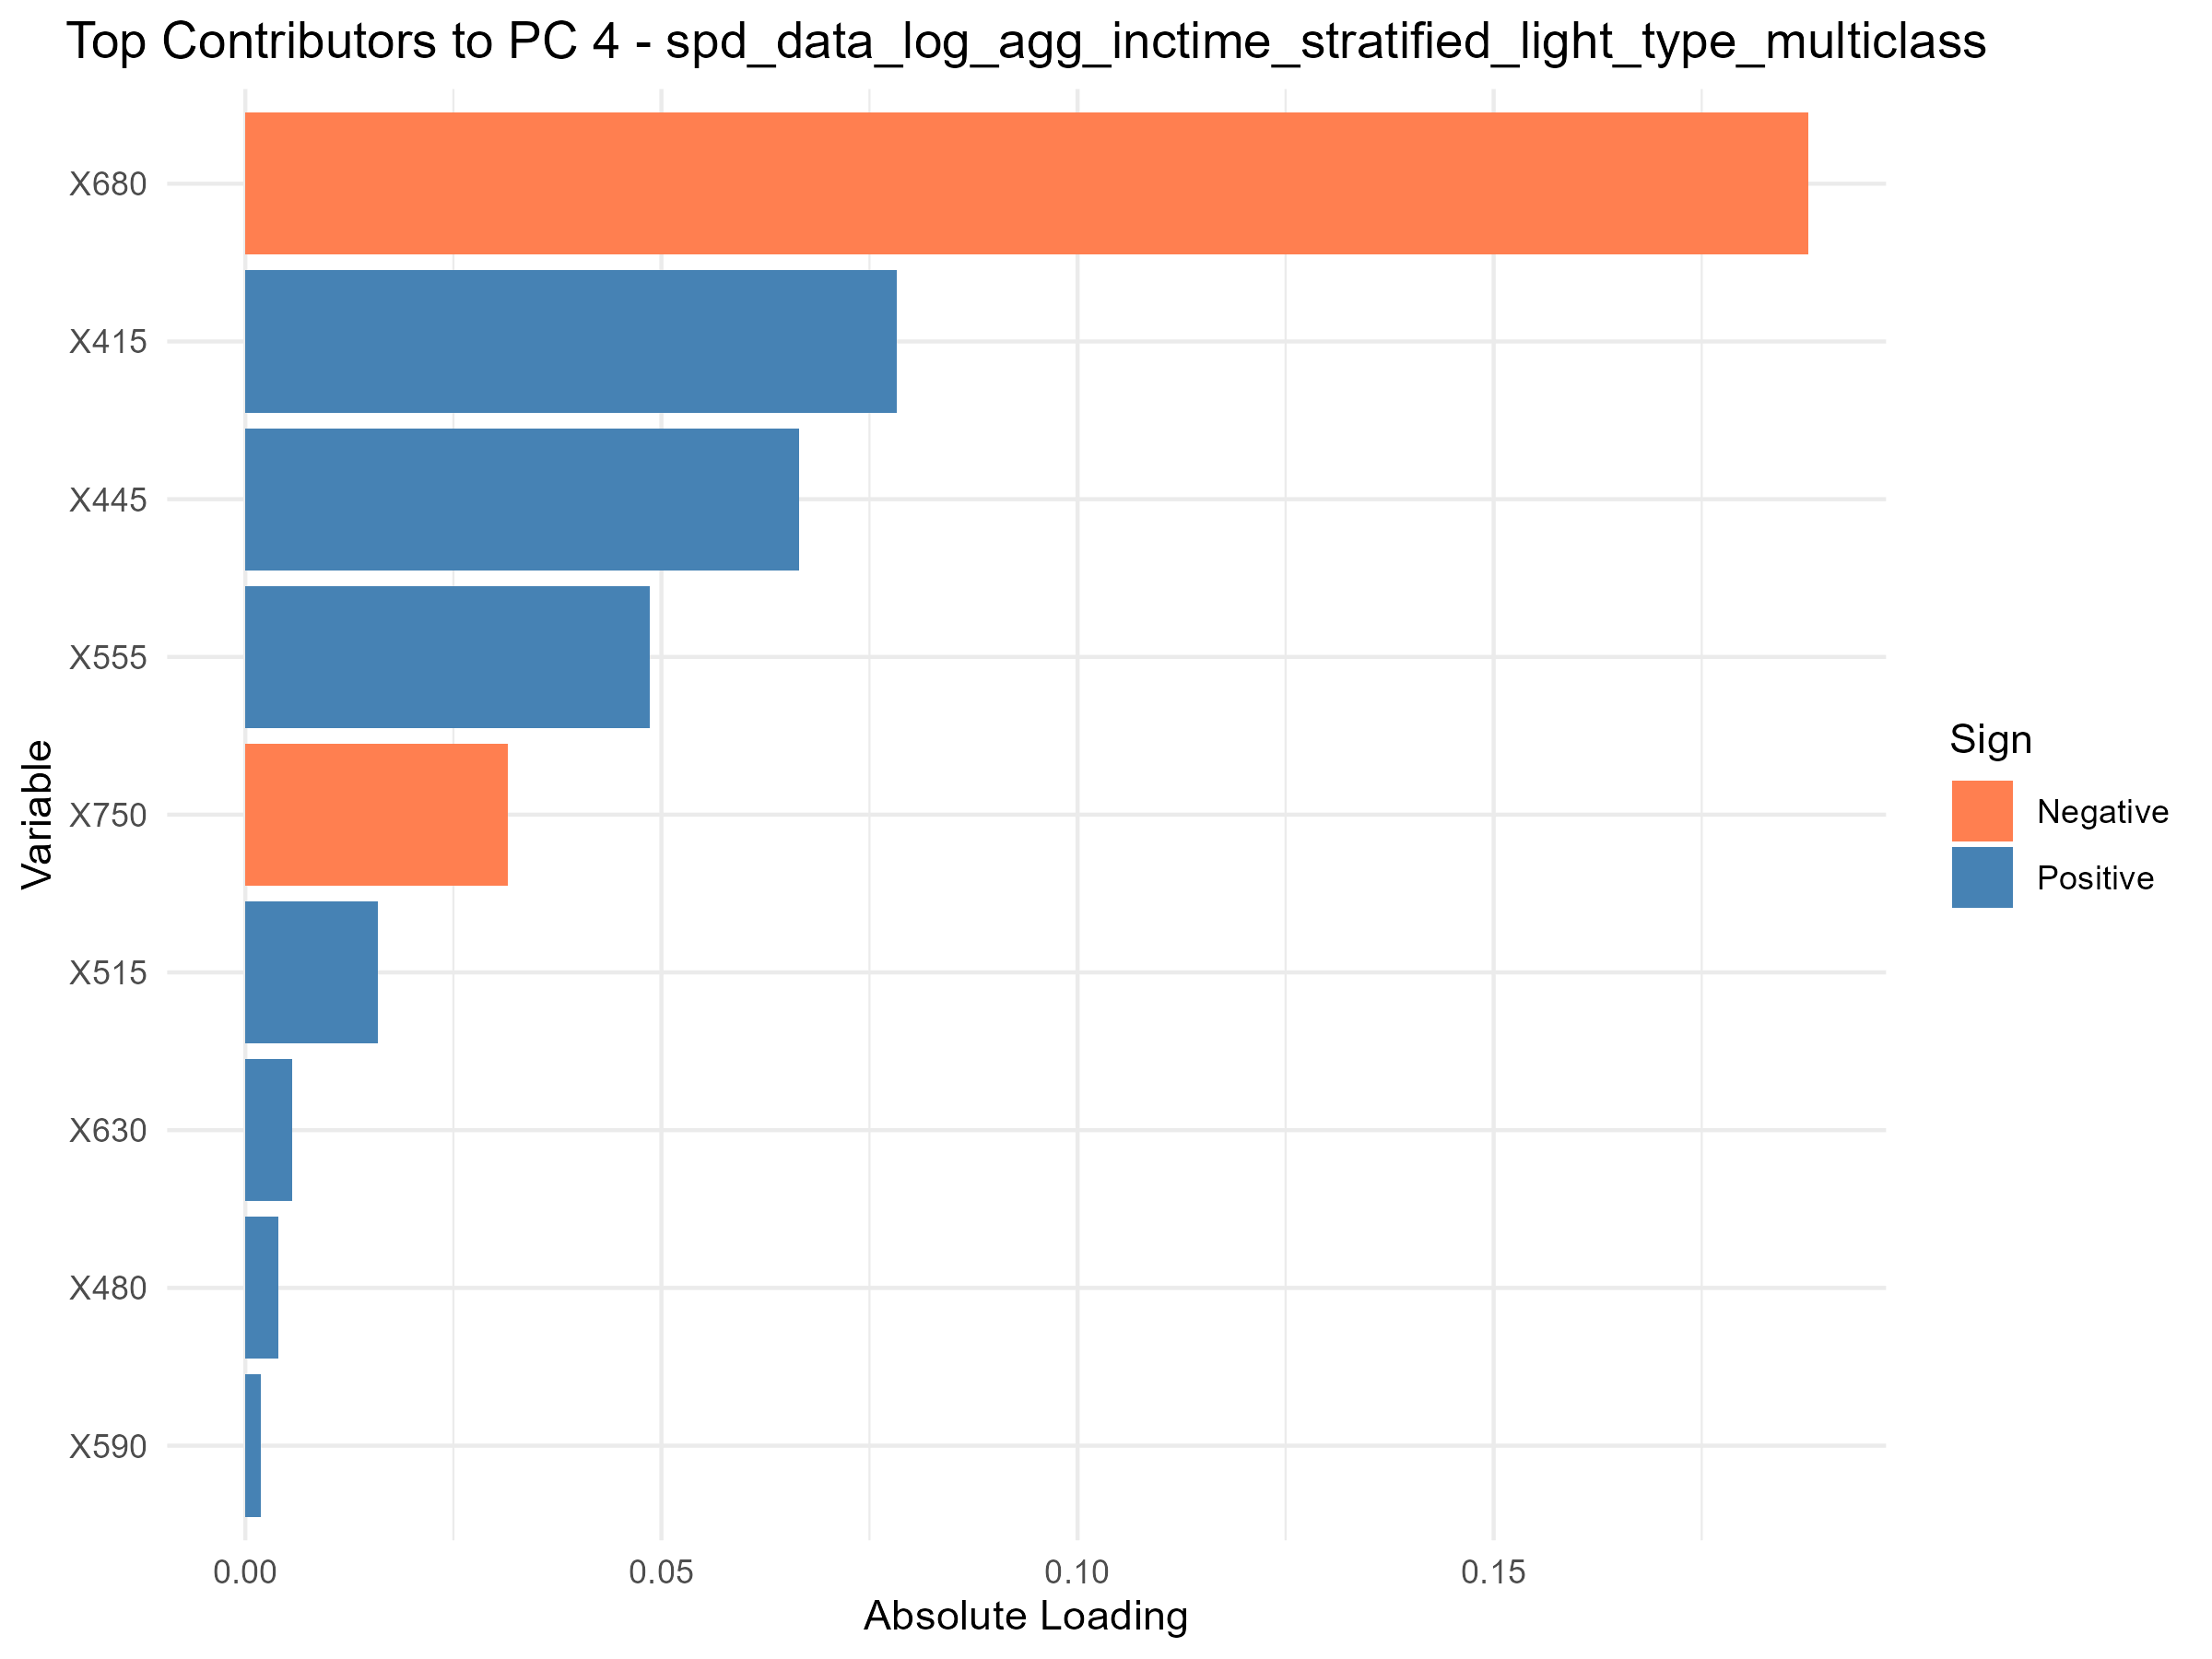 Top Contributors to PC 4 - spd_data_log_agg_inctime_stratified_light_type_multiclass
Variable
X680
X415
X445
X555
X750
X515
X630
X480
X590
0.00 0.05 0.10 0.15
Absolute Loading
Sign
Negative
Positive